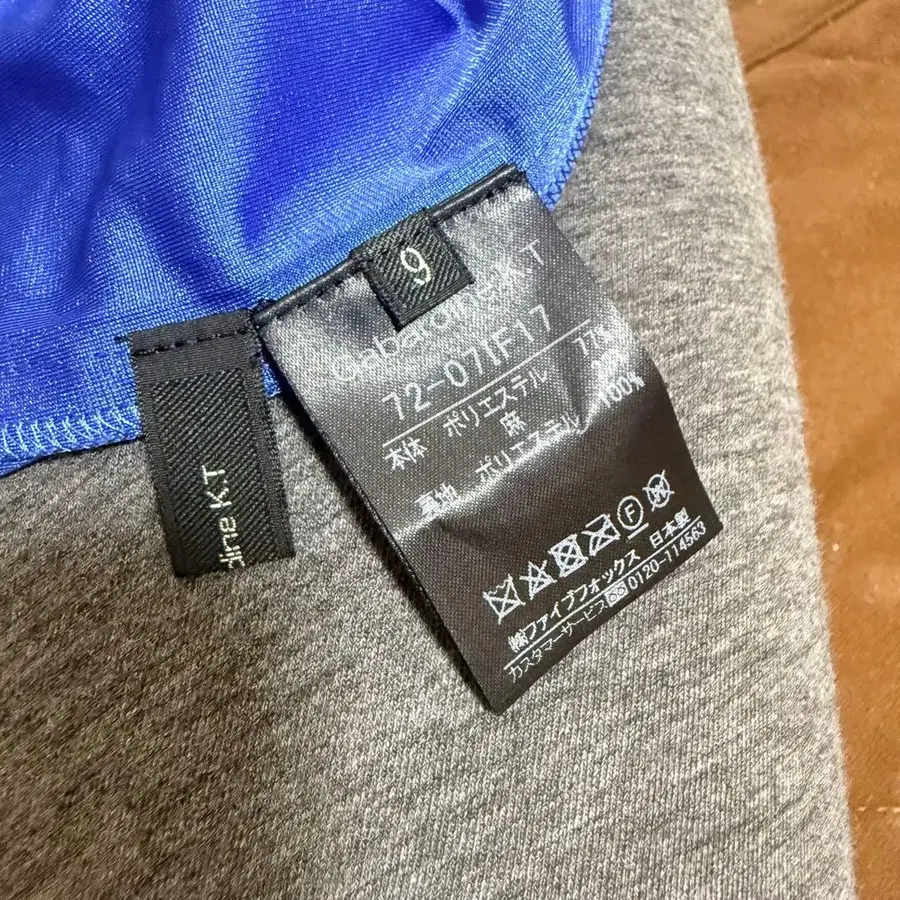 9
Gabardine K.T
72-071F17
本体 ポリエステル
麻
裏地 ポリエステル 100%
F
㈱ファイブフォックス 日本製
カスタマーサービス 0120-114563
dine K.T